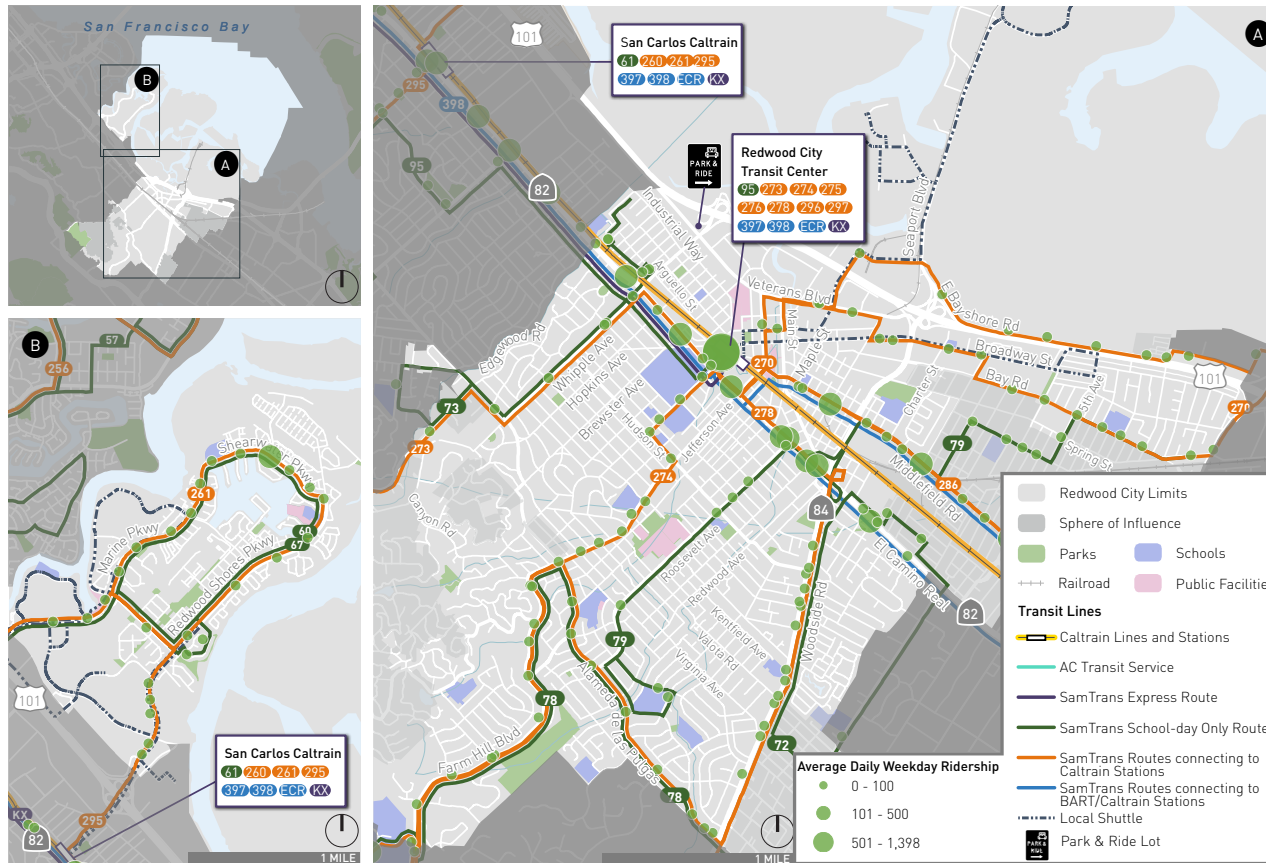 San Francisco Bay
B
A
B
57
256
Shearwater Pkwy
261
Marine Pkwy
67
Redwood Shores Pkwy
101
San Carlos Caltrain
61 260 261 295
397 398 ECR KX
KX
82
295
1 MILE
A
101
San Carlos Caltrain
61 260 261 295
397 398 ECR KX
295
398
95
82
PARK &
RIDE
Redwood City
Transit Center
95 273 274 275
276 278 296 297
397 398 ECR KX
Industrial Way
Arguello St
Seaport Blvd
Veterans Blvd
E Bayshore Rd
Main St
Maple St
Broadway St
Bay Rd
101
270
Edgewood R
Whipple Ave
Hopkins Ave
Brewster Ave
Hudson St
Jefferson Ave
270
278
Charter St
5th Ave
Spring St
79
73
273
274
Middlefield Rd
286
Canyon Rd
84
El Camino Real
82
Roosevelt Ave
Redwood Ave
Kentfield Ave
Valota Rd
Virginia Ave
Woodside Rd
79
Alameda de las Pulgas
78
Farm Hill Blvd
72
78
1 MILE
Redwood City Limits
Sphere of Influence
Parks
Schools
Railroad
Public Facilitie
Transit Lines
Caltrain Lines and Stations
AC Transit Service
SamTrans Express Route
SamTrans School-day Only Route
SamTrans Routes connecting to
Caltrain Stations
SamTrans Routes connecting to
BART/Caltrain Stations
Local Shuttle
Park & Ride Lot
Average Daily Weekday Ridership
0 - 100
101 - 500
501 - 1,398